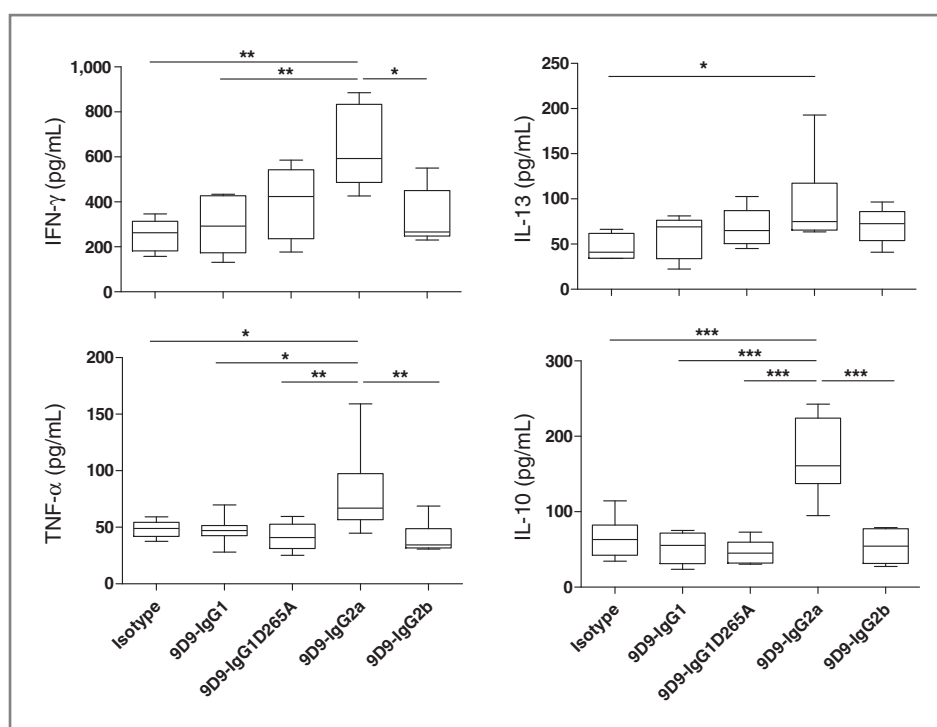 IFN-γ (pg/mL)
1,000
800
600
400
200
0
**
**
*
IL-13 (pg/mL)
250
200
150
100
50
0
*
TNF-α (pg/mL)
200
150
100
50
0
*
*
**
**
Isotype
9D9-IgG1
9D9-IgG1D265A
9D9-IgG2a
9D9-IgG2b
IL-10 (pg/mL)
300
200
100
0
***
***
***
***
Isotype
9D9-IgG1
9D9-IgG1D265A
9D9-IgG2a
9D9-IgG2b